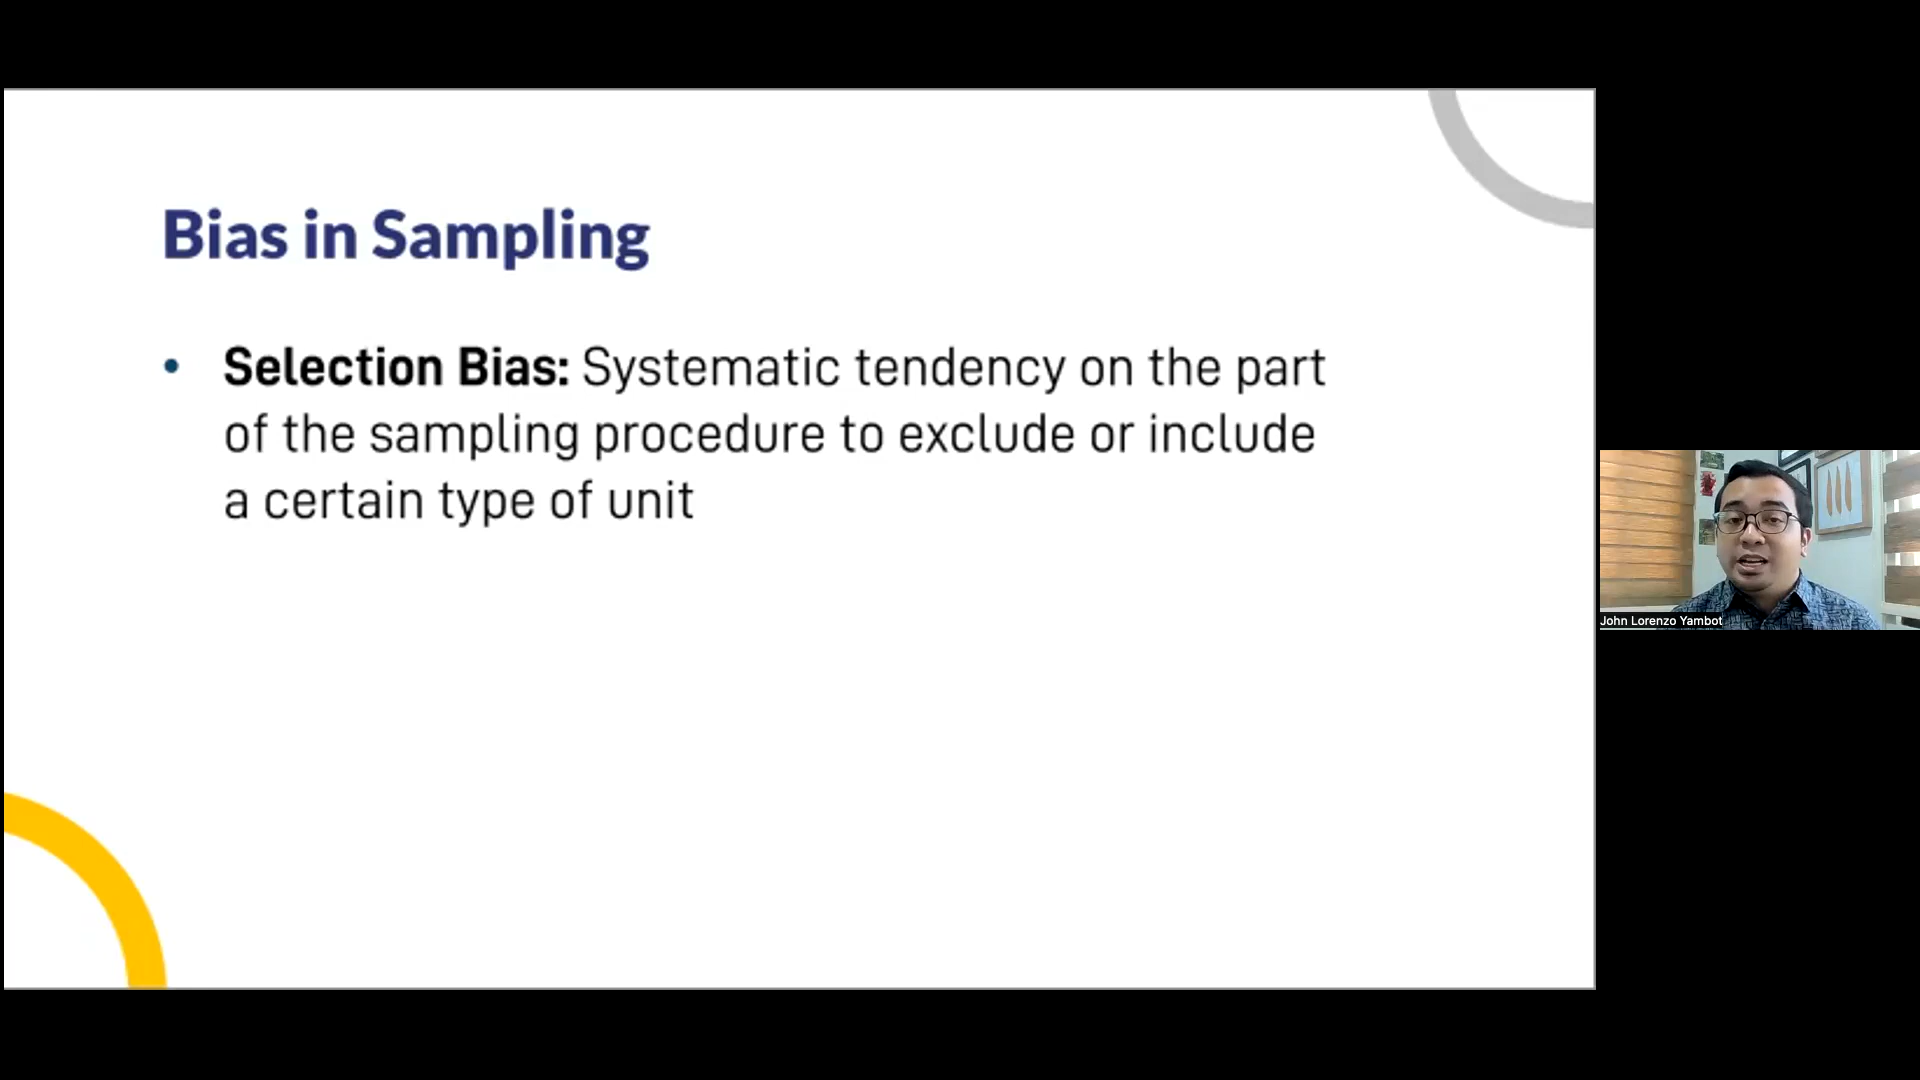 Bias in Sampling
• Selection Bias: Systematic tendency on the part
of the sampling procedure to exclude or include
a certain type of unit
John Lorenzo Yambot